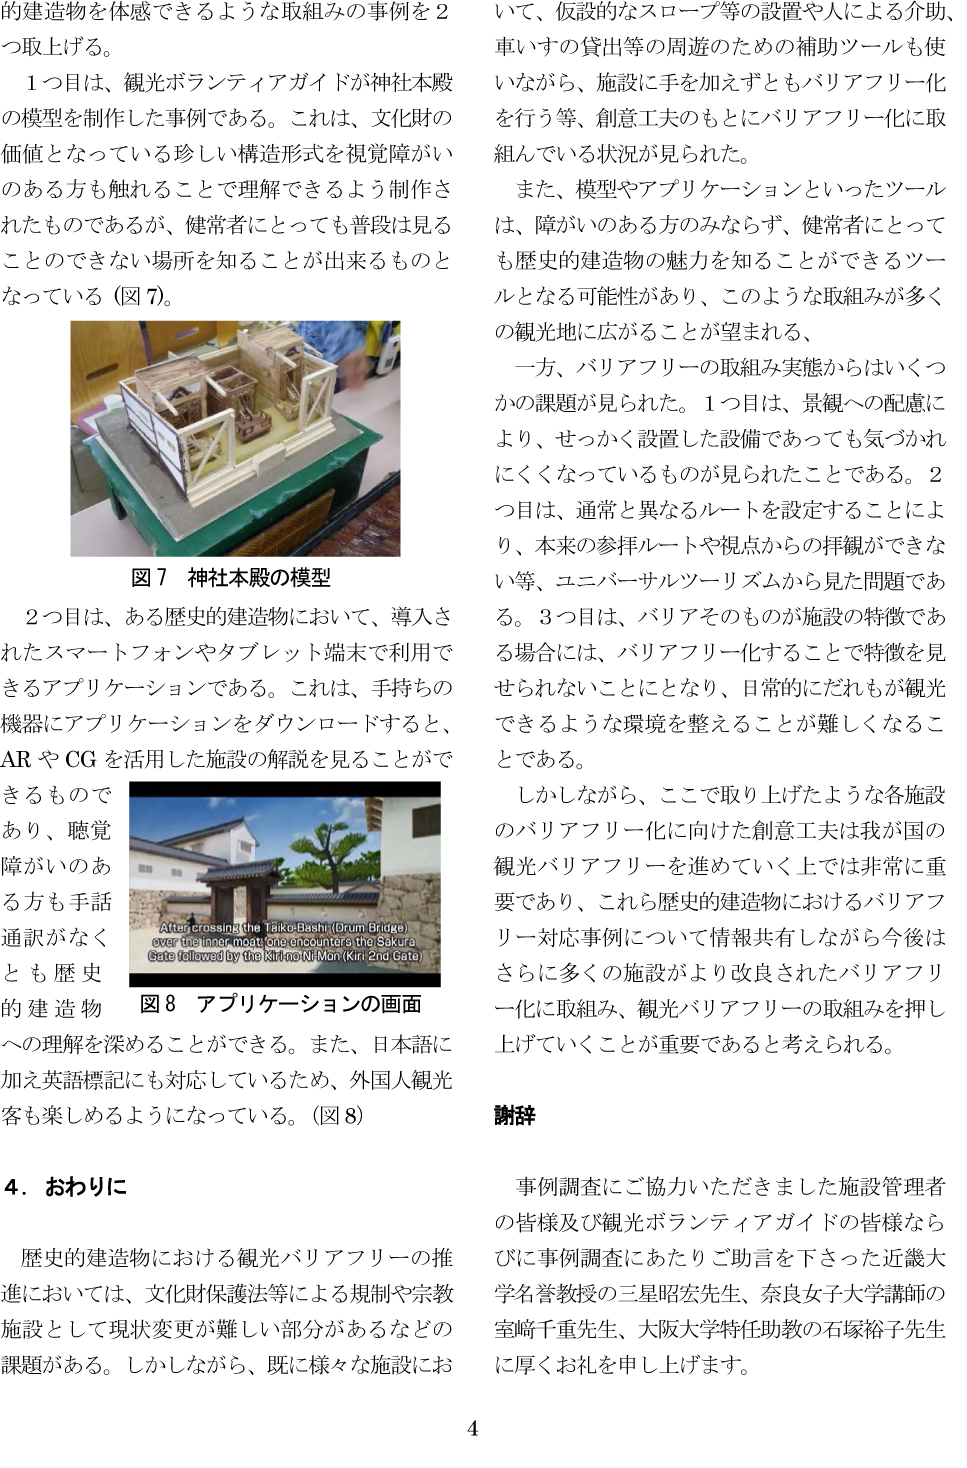 的建造物を体感できるような取組みの事例を２
つ取上げる。
１つ目は、観光ボランティアガイドが神社本殿
の模型を制作した事例である。これは、文化財の
価値となっている珍しい構造形式を視覚障がい
のある方も触れることで理解できるよう制作さ
れたものであるが、健常者にとっても普段は見る
ことのできない場所を知ることが出来るものと
なっている (図 7)。
図 7　神社本殿の模型
２つ目は、ある歴史的建造物において、導入さ
れたスマートフォンやタブレット端末で利用で
きるアプリケーションである。これは、手持ちの
機器にアプリケーションをダウンロードすると、
AR や CG を活用した施設の解説を見ることがで
きるもので
あり、聴覚
障がいのあ
る方も手話
通訳がなく
とも歴史
的建造物
After crossing the Taiko-Bashi (Drum Bridge)
over the inner moat, one encounters the Sakura
Gate followed by the Kiri-no-Ni-Mon (Kiri 2nd Gate)
図 8　アプリケーションの画面
への理解を深めることができる。また、日本語に
加え英語標記にも対応しているため、外国人観光
客も楽しめるようになっている。（図 8）
４．おわりに
歴史的建造物における観光バリアフリーの推
進においては、文化財保護法等による規制や宗教
施設として現状変更が難しい部分があるなどの
課題がある。しかしながら、既に様々な施設にお
いて、仮設的なスロープ等の設置や人による介助、
車いすの貸出等の周遊のための補助ツールも使
いながら、施設に手を加えずともバリアフリー化
を行う等、創意工夫のもとにバリアフリー化に取
組んでいる状況が見られた。
また、模型やアプリケーションといったツール
は、障がいのある方のみならず、健常者にとって
も歴史的建造物の魅力を知ることができるツー
ルとなる可能性があり、このような取組みが多く
の観光地に広がることが望まれる、
一方、バリアフリーの取組み実態からはいくつ
かの課題が見られた。１つ目は、景観への配慮に
より、せっかく設置した設備であっても気づかれ
にくくなっているものが見られたことである。２
つ目は、通常と異なるルートを設定することによ
り、本来の参拝ルートや視点からの拝観ができな
い等、ユニバーサルツーリズムから見た問題であ
る。３つ目は、バリアそのものが施設の特徴であ
る場合には、バリアフリー化することで特徴を見
せられないことにとなり、日常的にだれもが観光
できるような環境を整えることが難しくなるこ
とである。
しかしながら、ここで取り上げたような各施設
のバリアフリー化に向けた創意工夫は我が国の
観光バリアフリーを進めていく上では非常に重
要であり、これら歴史的建造物におけるバリアフ
リー対応事例について情報共有しながら今後は
さらに多くの施設がより改良されたバリアフリ
ー化に取組み、観光バリアフリーの取組みを押し
上げていくことが重要であると考えられる。
謝辞
事例調査にご協力いただきました施設管理者
の皆様及び観光ボランティアガイドの皆様なら
びに事例調査にあたりご助言を下さった近畿大
学名誉教授の三星昭宏先生、奈良女子大学講師の
室﨑千重先生、大阪大学特任助教の石塚裕子先生
に厚くお礼を申し上げます。
4